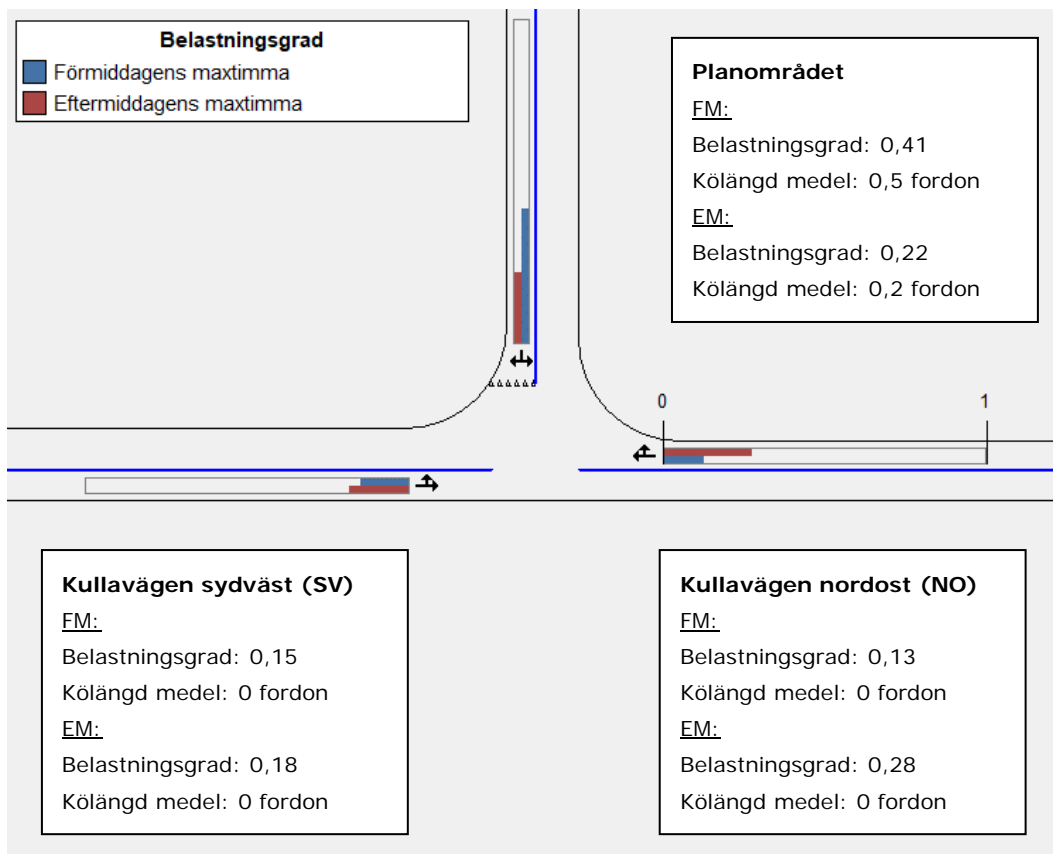 Belastningsgrad
Förmiddagens maxtimma
Eftermiddagens maxtimma
Planområdet
FM:
Belastningsgrad: 0,41
Kölängd medel: 0,5 fordon
EM:
Belastningsgrad: 0,22
Kölängd medel: 0,2 fordon
0 1
Kullavägen sydväst (SV)
FM:
Belastningsgrad: 0,15
Kölängd medel: 0 fordon
EM:
Belastningsgrad: 0,18
Kölängd medel: 0 fordon
Kullavägen nordost (NO)
FM:
Belastningsgrad: 0,13
Kölängd medel: 0 fordon
EM:
Belastningsgrad: 0,28
Kölängd medel: 0 fordon